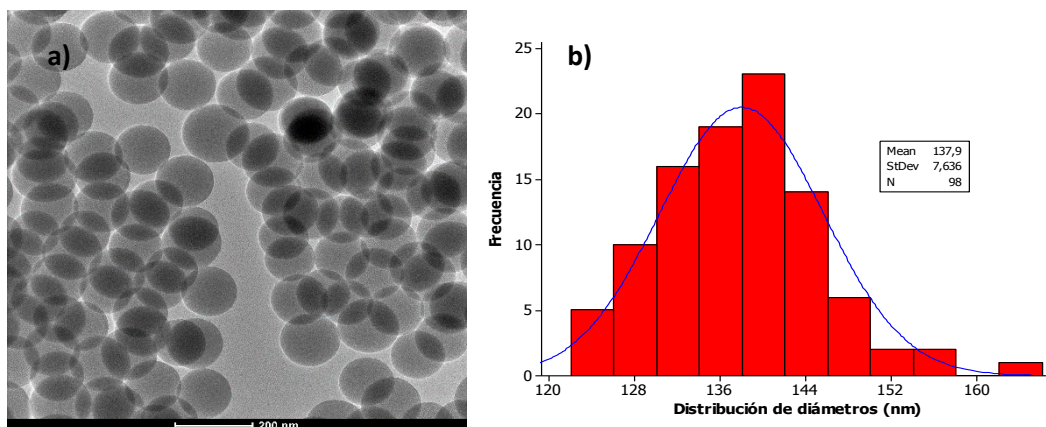 a)
200 nm
b)
Frecuencia
25
20
15
10
5
0
120 128 136 144 152 160
Distribución de diámetros (nm)
Mean 137,9
StDev 7,636
N 98